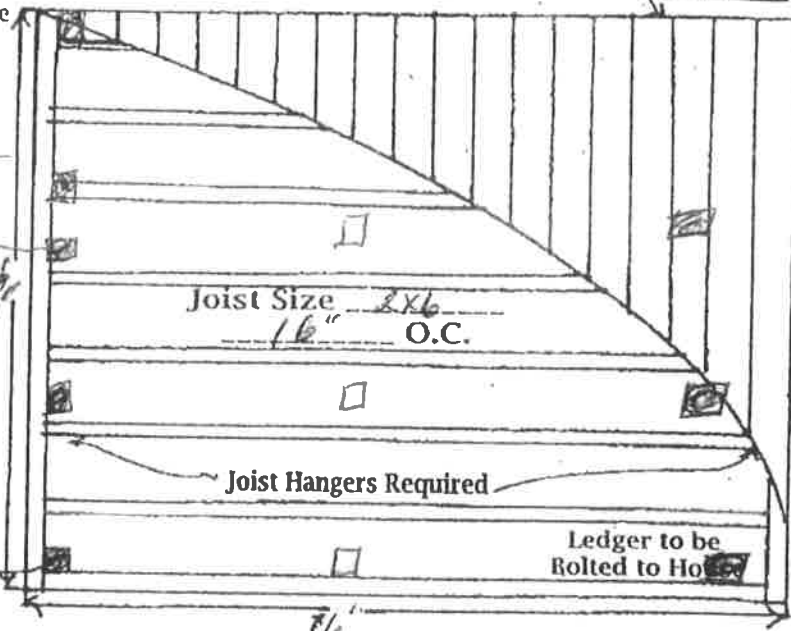 Joist Size 2X6
16" O.C.
Joist Hangers Required
Ledger to be
Bolted to House